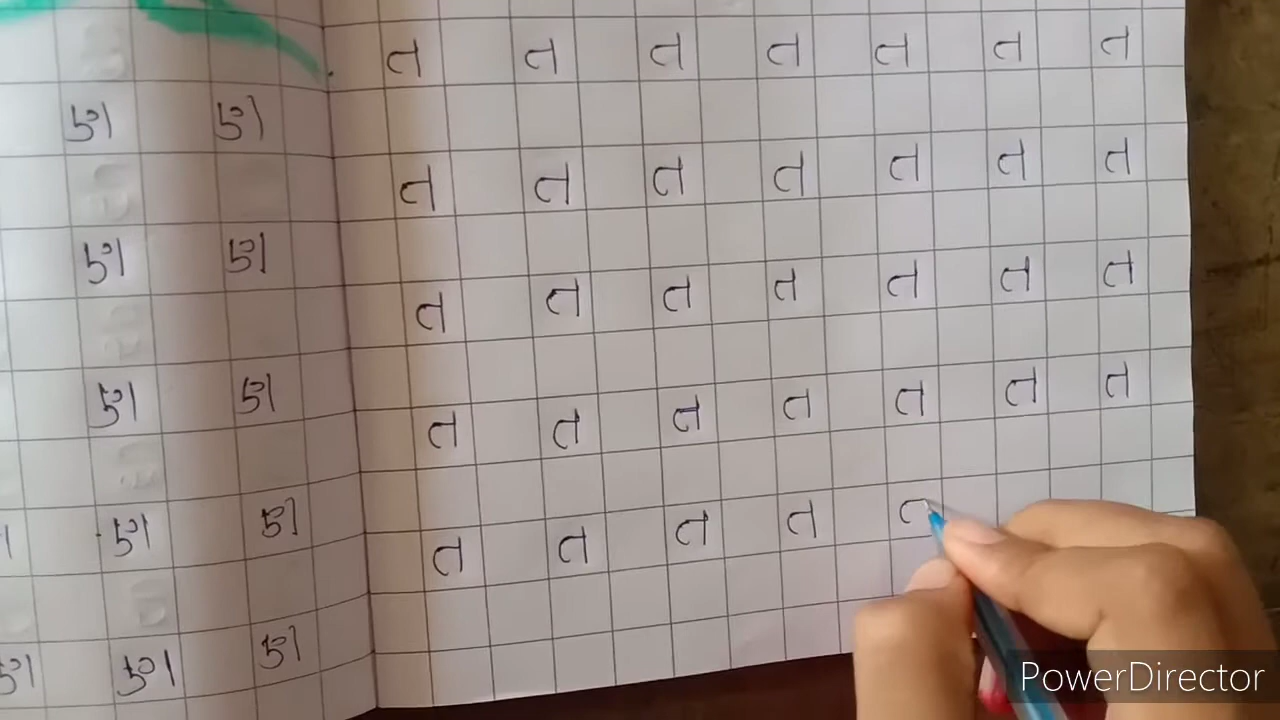 ણ ણ
ણ ણ
ણ ણ
ણ ણ
ણ ણ ણ
ત ત ત ત ત ત ત
ત ત ત ત ત ત ત
ત ત ત ત ત ત ત
ત ત ત ત ત ત ત
ત ત ત ત
PowerDirector